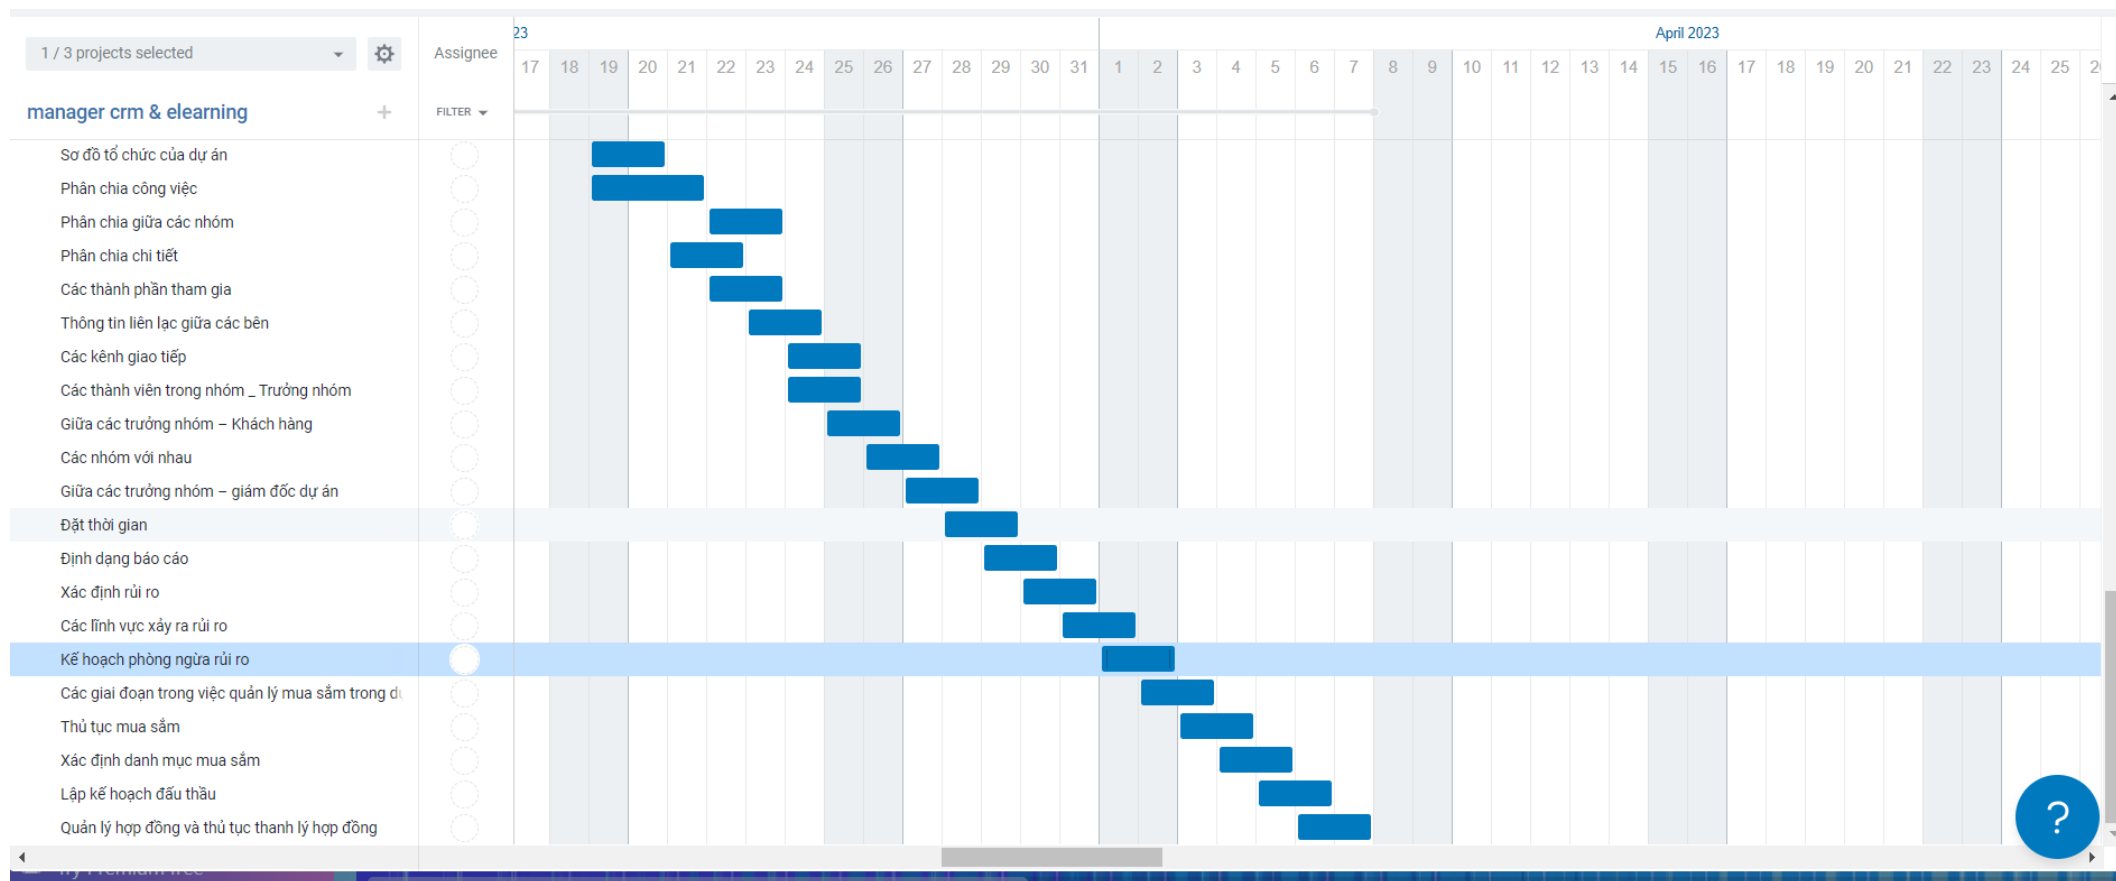 23
April 2023
1 / 3 projects selected
Assignee
17 18 19 20 21 22 23 24 25 26 27 28 29 30 31 1 2 3 4 5 6 7 8 9 10 11 12 13 14 15 16 17 18 19 20 21 22 23 24 25
manager crm & elearning
+
FILTER
Sơ đồ tổ chức của dự án
Phân chia công việc
Phân chia giữa các nhóm
Phân chia chi tiết
Các thành phần tham gia
Thông tin liên lạc giữa các bên
Các kênh giao tiếp
Các thành viên trong nhóm _ Trưởng nhóm
Giữa các trưởng nhóm – Khách hàng
Các nhóm với nhau
Giữa các trưởng nhóm – giám đốc dự án
Đặt thời gian
Định dạng báo cáo
Xác định rủi ro
Các lĩnh vực xảy ra rủi ro
Kế hoạch phòng ngừa rủi ro
Các giai đoạn trong việc quản lý mua sắm trong
Thủ tục mua sắm
Xác định danh mục mua sắm
Lập kế hoạch đấu thầu
Quản lý hợp đồng và thủ tục thanh lý hợp đồng
?